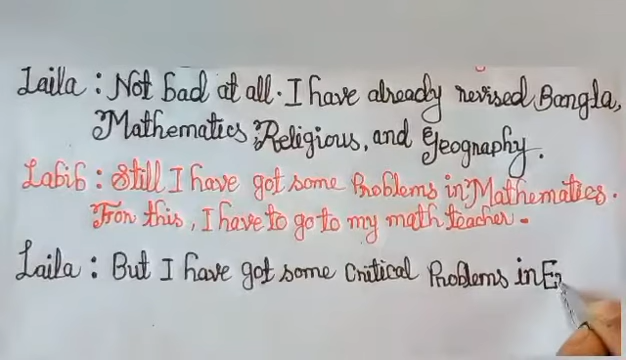 Laila : Not bad at all. I have already revised Bangla,
Mathematics, Religious, and Geography.
Labib : Still I have got some Problems in Mathematics.
For this, I have to go to my math teacher.
Laila : But I have got some Critical Problems in